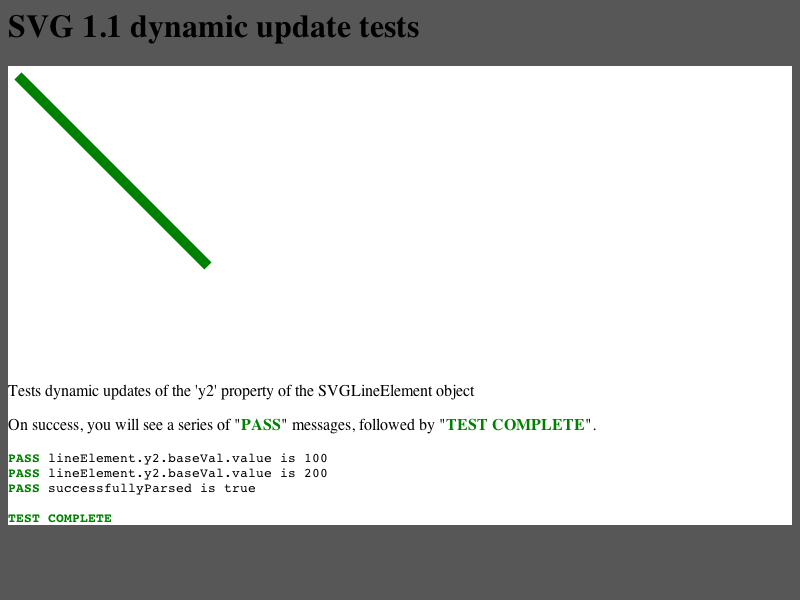 SVG 1.1 dynamic update tests
Tests dynamic updates of the 'y2' property of the SVGLineElement object
On success, you will see a series of "PASS" messages, followed by "TEST COMPLETE".
PASS lineElement.y2.baseVal.value is 100
PASS lineElement.y2.baseVal.value is 200
PASS successfullyParsed is true
TEST COMPLETE